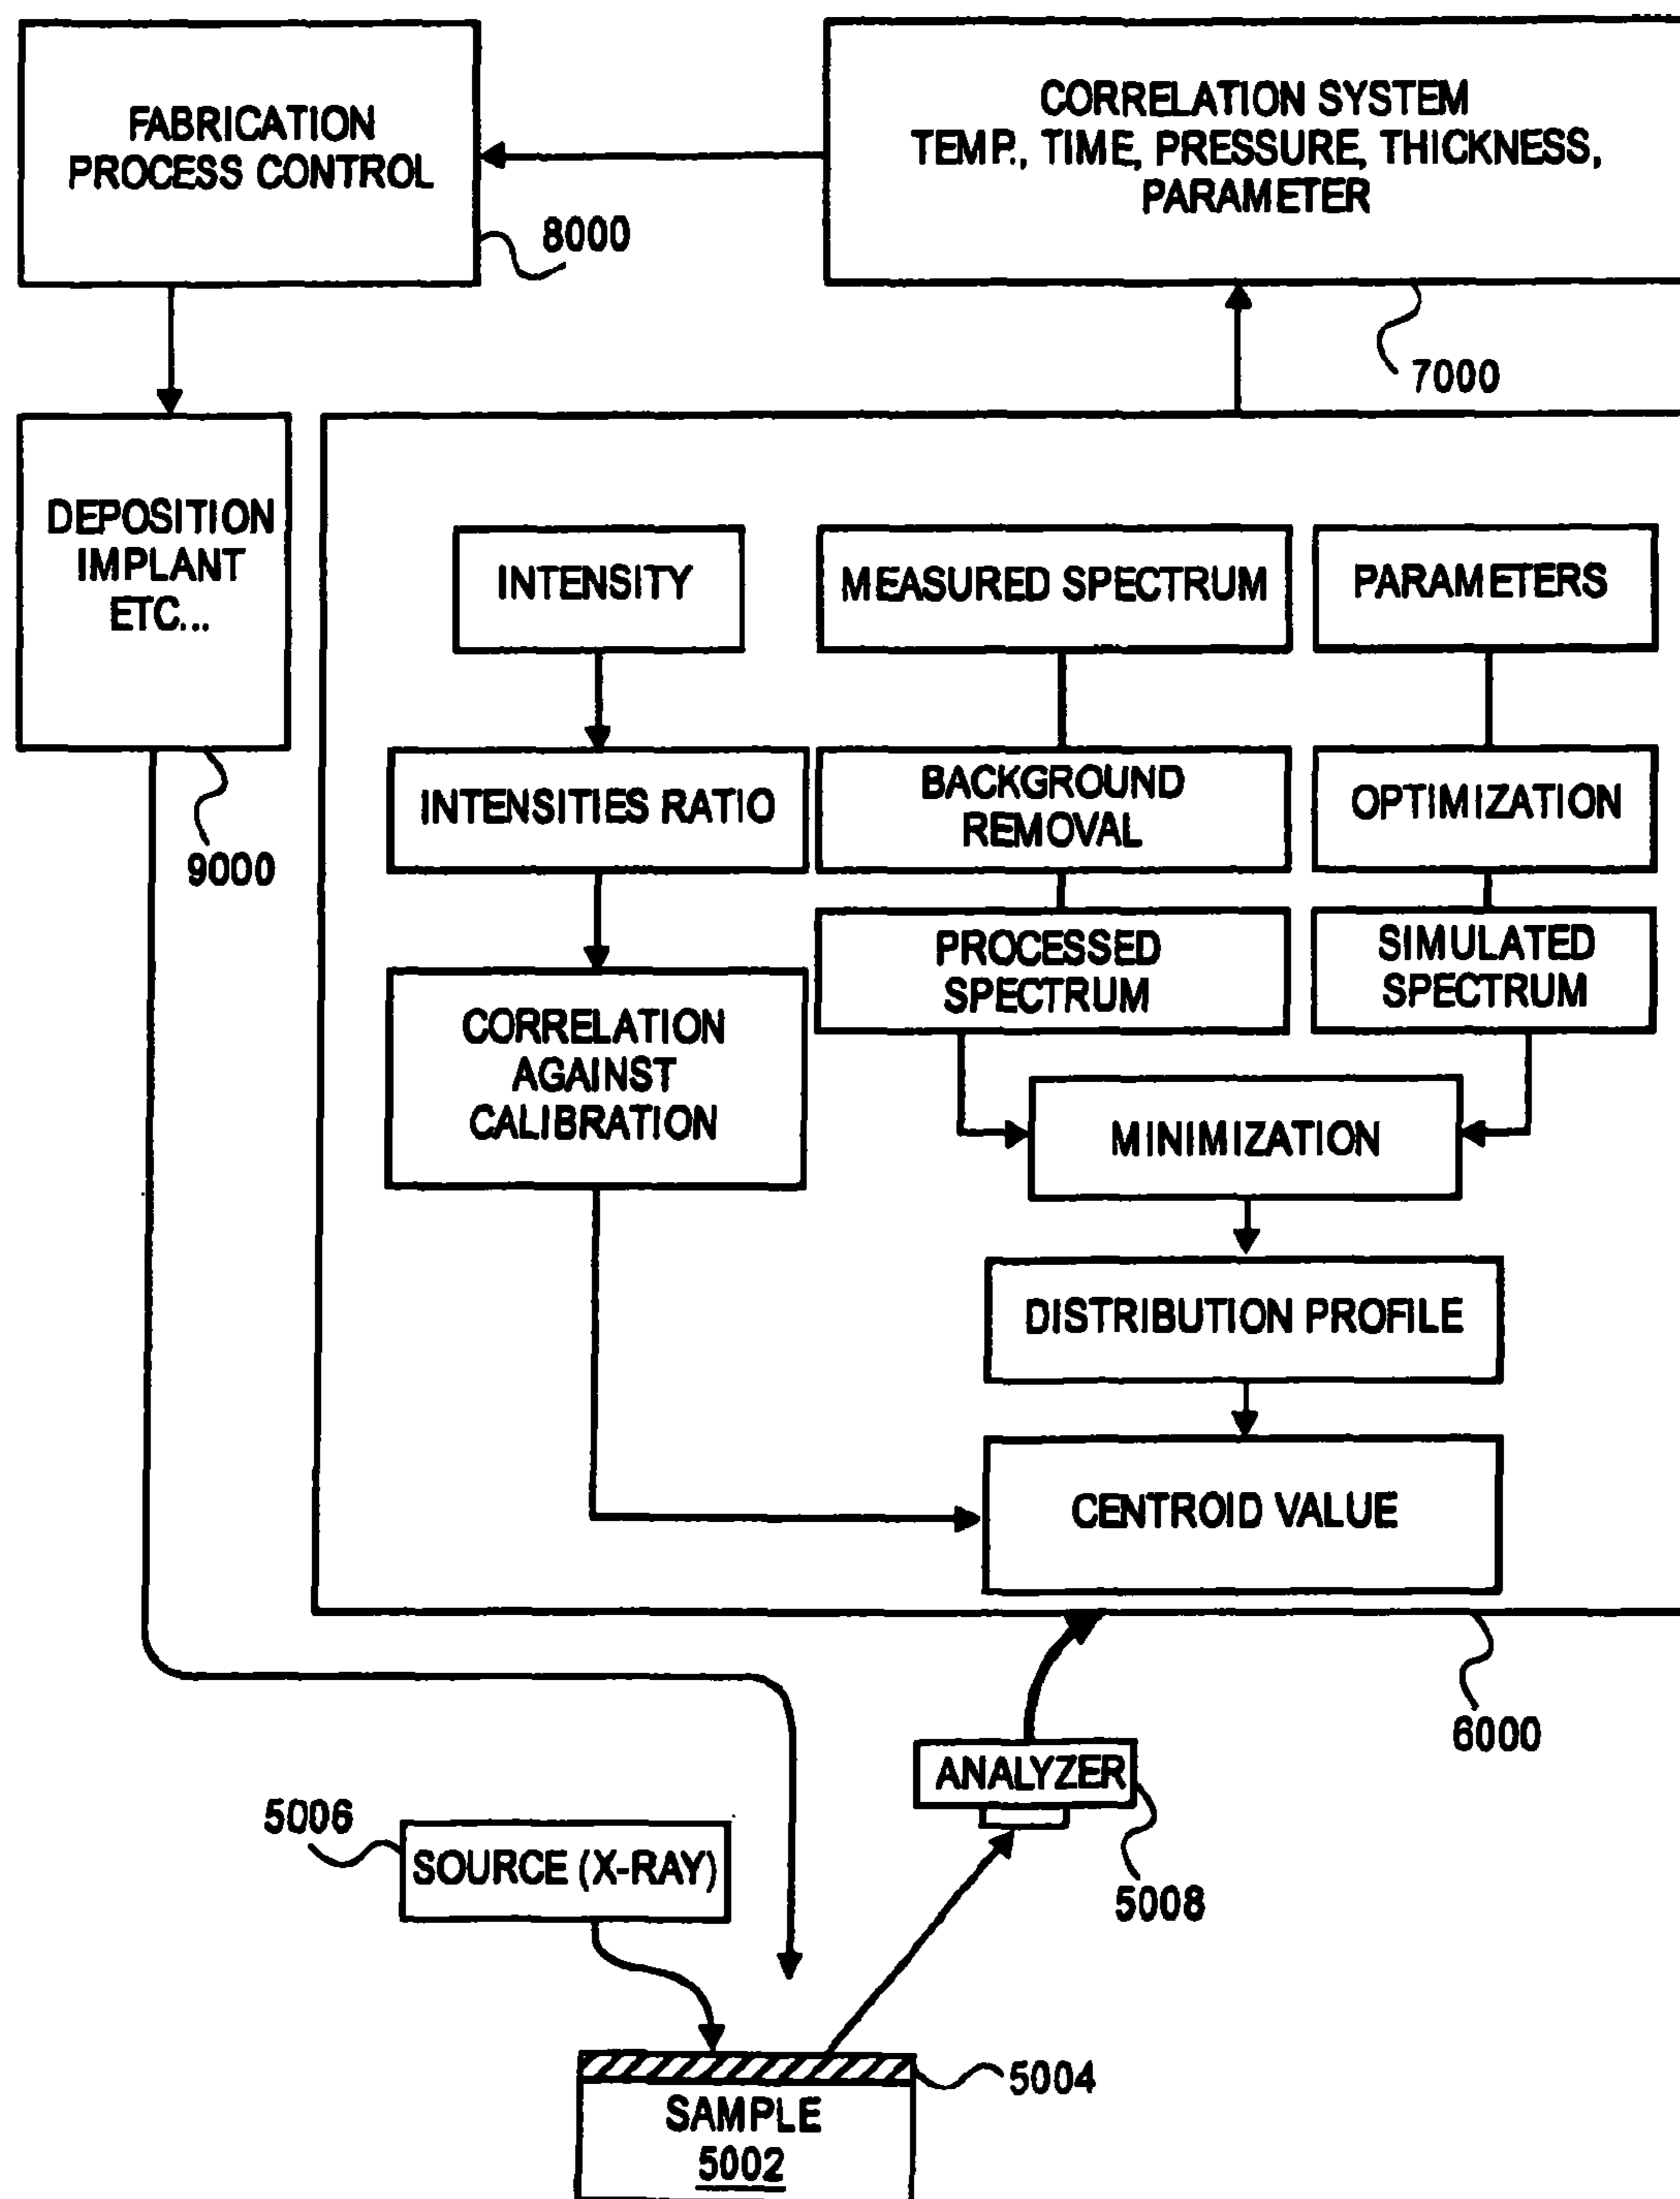 FABRICATION
PROCESS CONTROL
8000
CORRELATION SYSTEM
TEMP., TIME, PRESSURE, THICKNESS,
PARAMETER
7000
DEPOSITION
IMPLANT
ETC...
9000
INTENSITY
MEASURED SPECTRUM
PARAMETERS
INTENSITIES RATIO
BACKGROUND
REMOVAL
OPTIMIZATION
PROCESSED
SPECTRUM
SIMULATED
SPECTRUM
CORRELATION
AGAINST
CALIBRATION
MINIMIZATION
DISTRIBUTION PROFILE
CENTROID VALUE
6000
ANALYZER
5008
5006
SOURCE (X-RAY)
5004
SAMPLE
5002